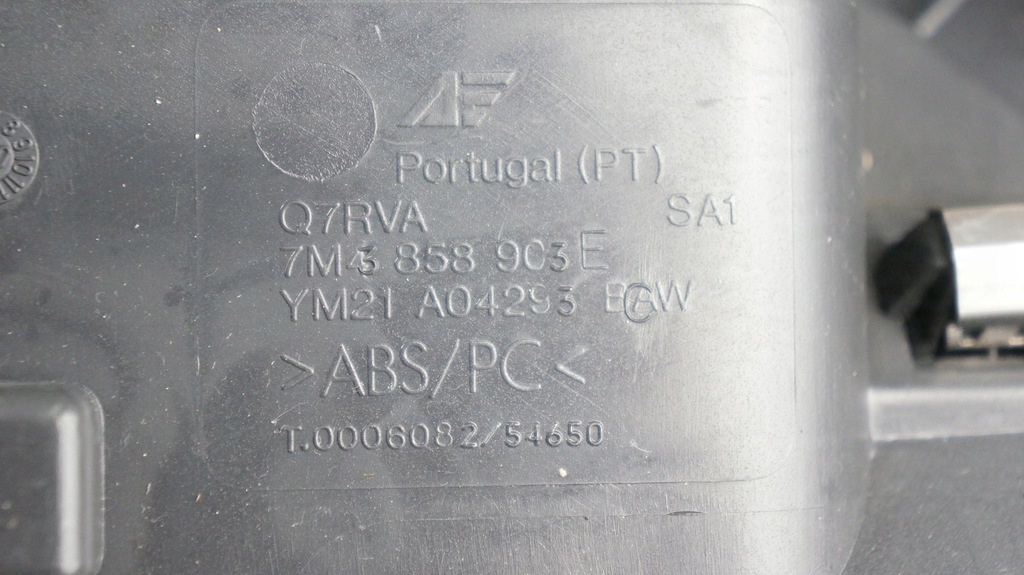 AF
Portugal (PT)
Q7RVA SA1
7M3 858 903 E
YM21 A04293
>ABS/PC<
T.0006082/54650